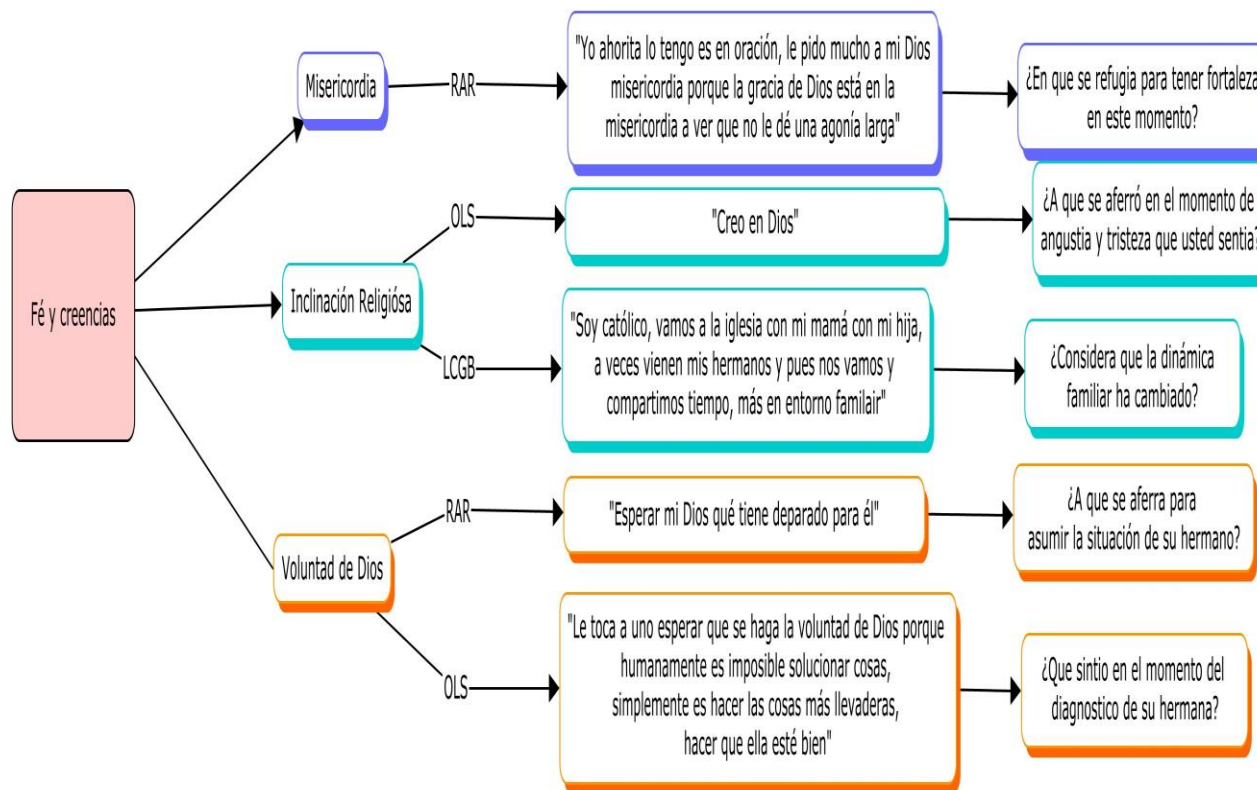 Fé y creencias
Misericordia
RAR
"Yo ahorita lo tengo es en oración, le pido mucho a mi Dios
misericordia porque la gracia de Dios está en la
misericordia a ver que no le dé una agonía larga"
¿En que se refugia para tener fortaleza
en este momento?
Inclinación Religiósa
OLS
"Creo en Dios"
¿A que se aferró en el momento de
angustia y tristeza que usted sentia?
LCGB
"Soy católico, vamos a la iglesia con mi mamá con mi hija,
a veces vienen mis hermanos y pues nos vamos y
compartimos tiempo, más en entorno familair"
¿Considera que la dinámica
familiar ha cambiado?
Voluntad de Dios
RAR
"Esperar mi Dios qué tiene deparado para él"
¿A que se aferra para
asumir la situación de su hermano?
OLS
"Le toca a uno esperar que se haga la voluntad de Dios porque
humanamente es imposible solucionar cosas,
simplemente es hacer las cosas más llevaderas,
hacer que ella esté bien"
¿Que sintio en el momento del
diagnostico de su hermana?